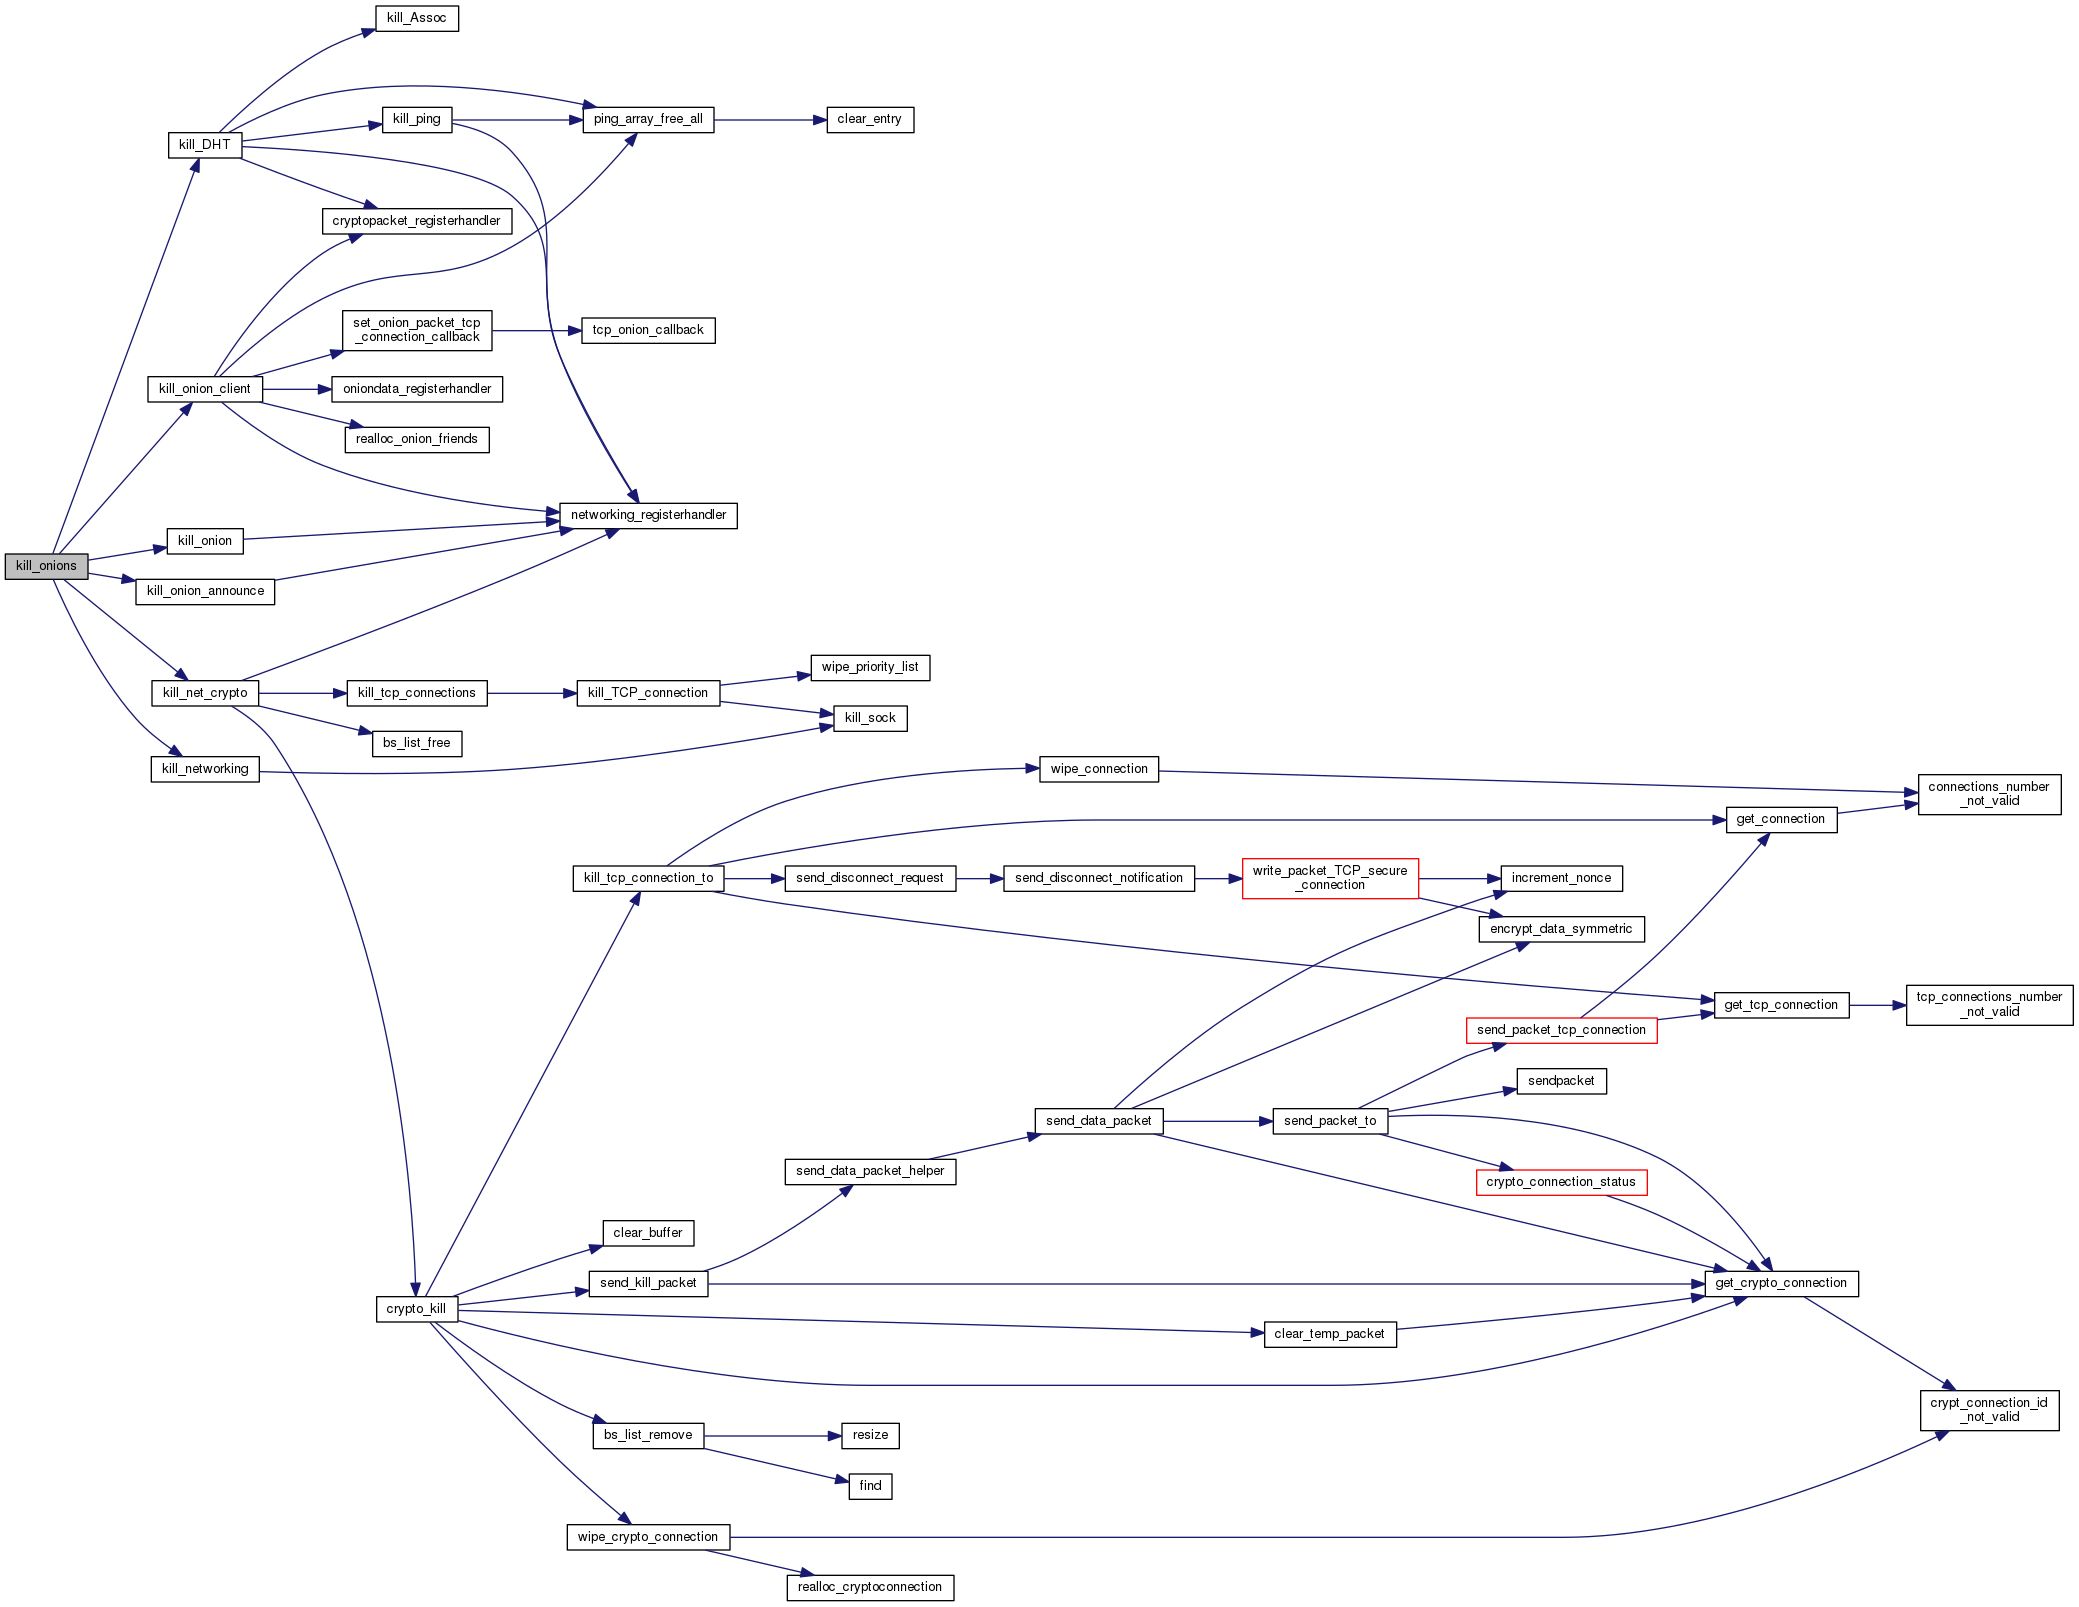 kill_Assoc
kill_ping
ping_array_free_all
clear_entry
kill_DHT
cryptopacket_registerhandler
set_onion_packet_tcp
_connection_callback
tcp_onion_callback
kill_onion_client
oniondata_registerhandler
realloc_onion_friends
networking_registerhandler
kill_onion
kill_onions
kill_onion_announce
wipe_priority_list
kill_net_crypto
kill_tcp_connections
kill_TCP_connection
kill_sock
bs_list_free
kill_networking
wipe_connection
connections_number
_not_valid
get_connection
kill_tcp_connection_to
send_disconnect_request
send_disconnect_notification
write_packet_TCP_secure
_connection
increment_nonce
encrypt_data_symmetric
get_tcp_connection
tcp_connections_number
_not_valid
send_packet_tcp_connection
sendpacket
send_data_packet
send_packet_to
send_data_packet_helper
crypto_connection_status
clear_buffer
send_kill_packet
get_crypto_connection
crypto_kill
clear_temp_packet
crypt_connection_id
_not_valid
bs_list_remove
resize
find
wipe_crypto_connection
realloc_cryptoconnection